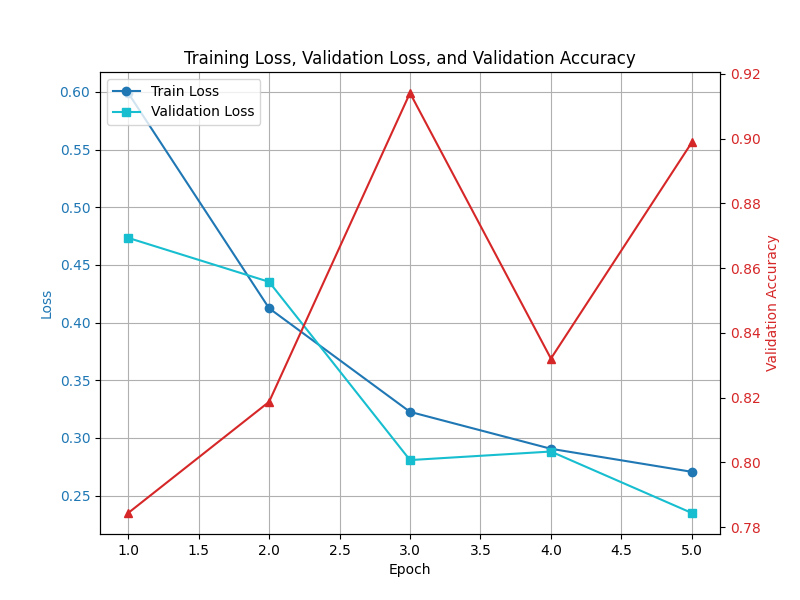 Training Loss, Validation Loss, and Validation Accuracy
Train Loss
Validation Loss
0.60
0.55
0.50
0.45
0.40
0.35
0.30
0.25
Loss
0.92
0.90
0.88
0.86
0.84
0.82
0.80
0.78
Validation Accuracy
1.0 1.5 2.0 2.5 3.0 3.5 4.0 4.5 5.0
Epoch